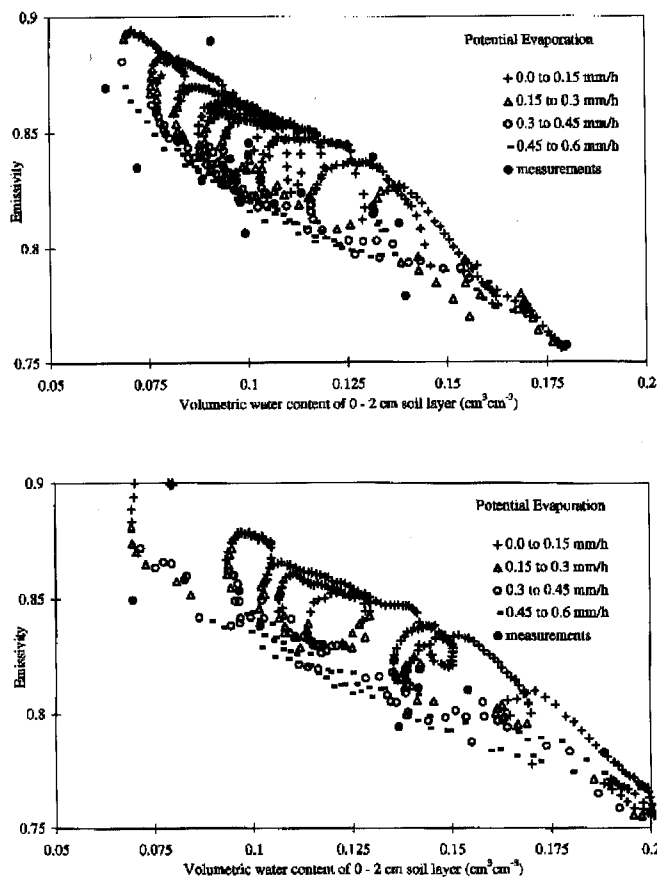 0.9
Potential Evaporation
+ 0.0 to 0.15 mm/h
0.15 to 0.3 mm/h
0.3 to 0.45 mm/h
0.45 to 0.6 mm/h
measurements
0.85
Emissivity
0.8
0.75
0.05 0.075 0.1 0.125 0.15 0.175 0.2
Volumetric water content of 0 - 2 cm soil layer (cm³cm⁻³)
0.9
Potential Evaporation
+ 0.0 to 0.15 mm/h
0.15 to 0.3 mm/h
0.3 to 0.45 mm/h
0.45 to 0.6 mm/h
measurements
0.85
Emissivity
0.8
0.75
0.05 0.075 0.1 0.125 0.15 0.175 0.2
Volumetric water content of 0 - 2 cm soil layer (cm³cm⁻³)